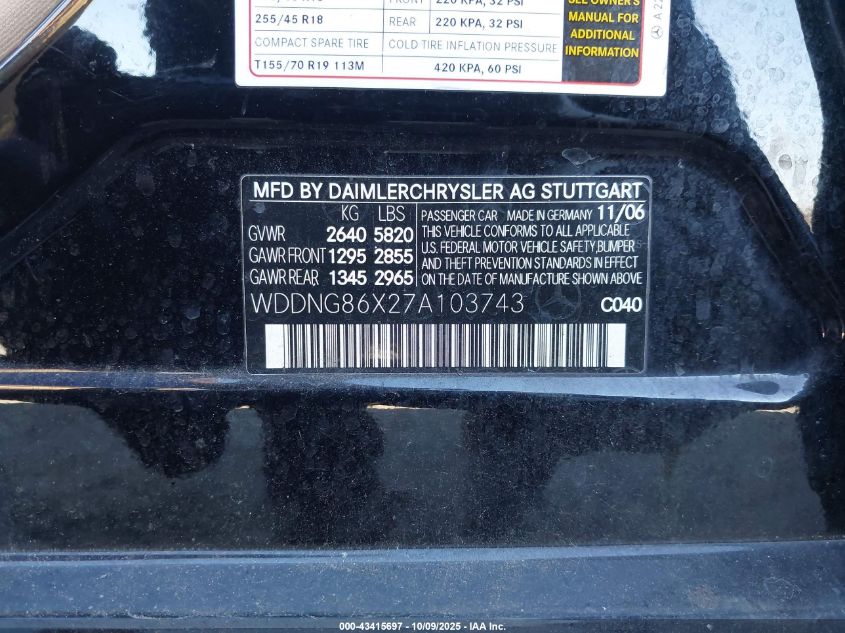 FRONT 220 KPA, 32 PSI
255/45 R18 REAR 220 KPA, 32 PSI
COMPACT SPARE TIRE COLD TIRE INFLATION PRESSURE
T155/70 R19 113M 420 KPA, 60 PSI
SEE OWNER'S
MANUAL FOR
ADDITIONAL
INFORMATION
A 22
MFD BY DAIMLERCHRYSLER AG STUTTGART
KG LBS
GVWR 2640 5820
GAWR FRONT 1295 2855
GAWR REAR 1345 2965
PASSENGER CAR MADE IN GERMANY 11/06
THIS VEHICLE CONFORMS TO ALL APPLICABLE
U.S. FEDERAL MOTOR VEHICLE SAFETY, BUMPER
AND THEFT PREVENTION STANDARDS IN EFFECT
ON THE DATE OF MANUFACTURE SHOWN ABOVE
WDDNG86X27A103743 C040
000-43415697 - 10/09/2025 - © IAA Inc.